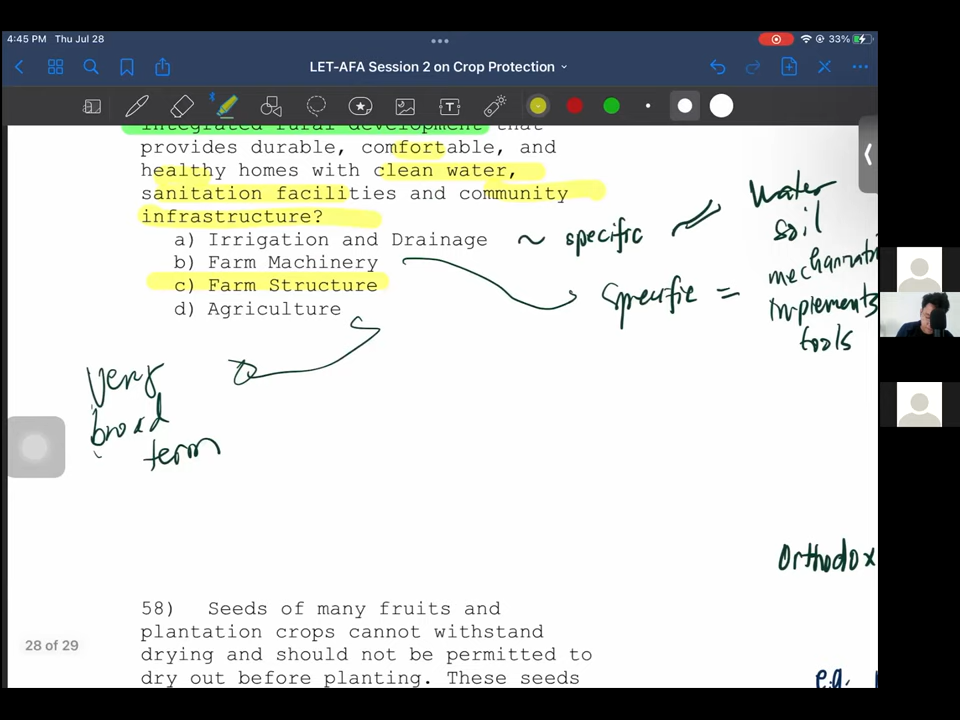 4:45 PM Thu Jul 28
33%
LET-AFA Session 2 on Crop Protection
integrated rural development that
provides durable, comfortable, and
healthy homes with clean water,
sanitation facilities and community
infrastructure?
a) Irrigation and Drainage ~ specific
water
soil
b) Farm Machinery
specific =
mechanizati
implements
tools
c) Farm Structure
d) Agriculture
Very
broad
term
Orthodox
58) Seeds of many fruits and
plantation crops cannot withstand
drying and should not be permitted to
dry out before planting. These seeds
28 of 29
e.g.